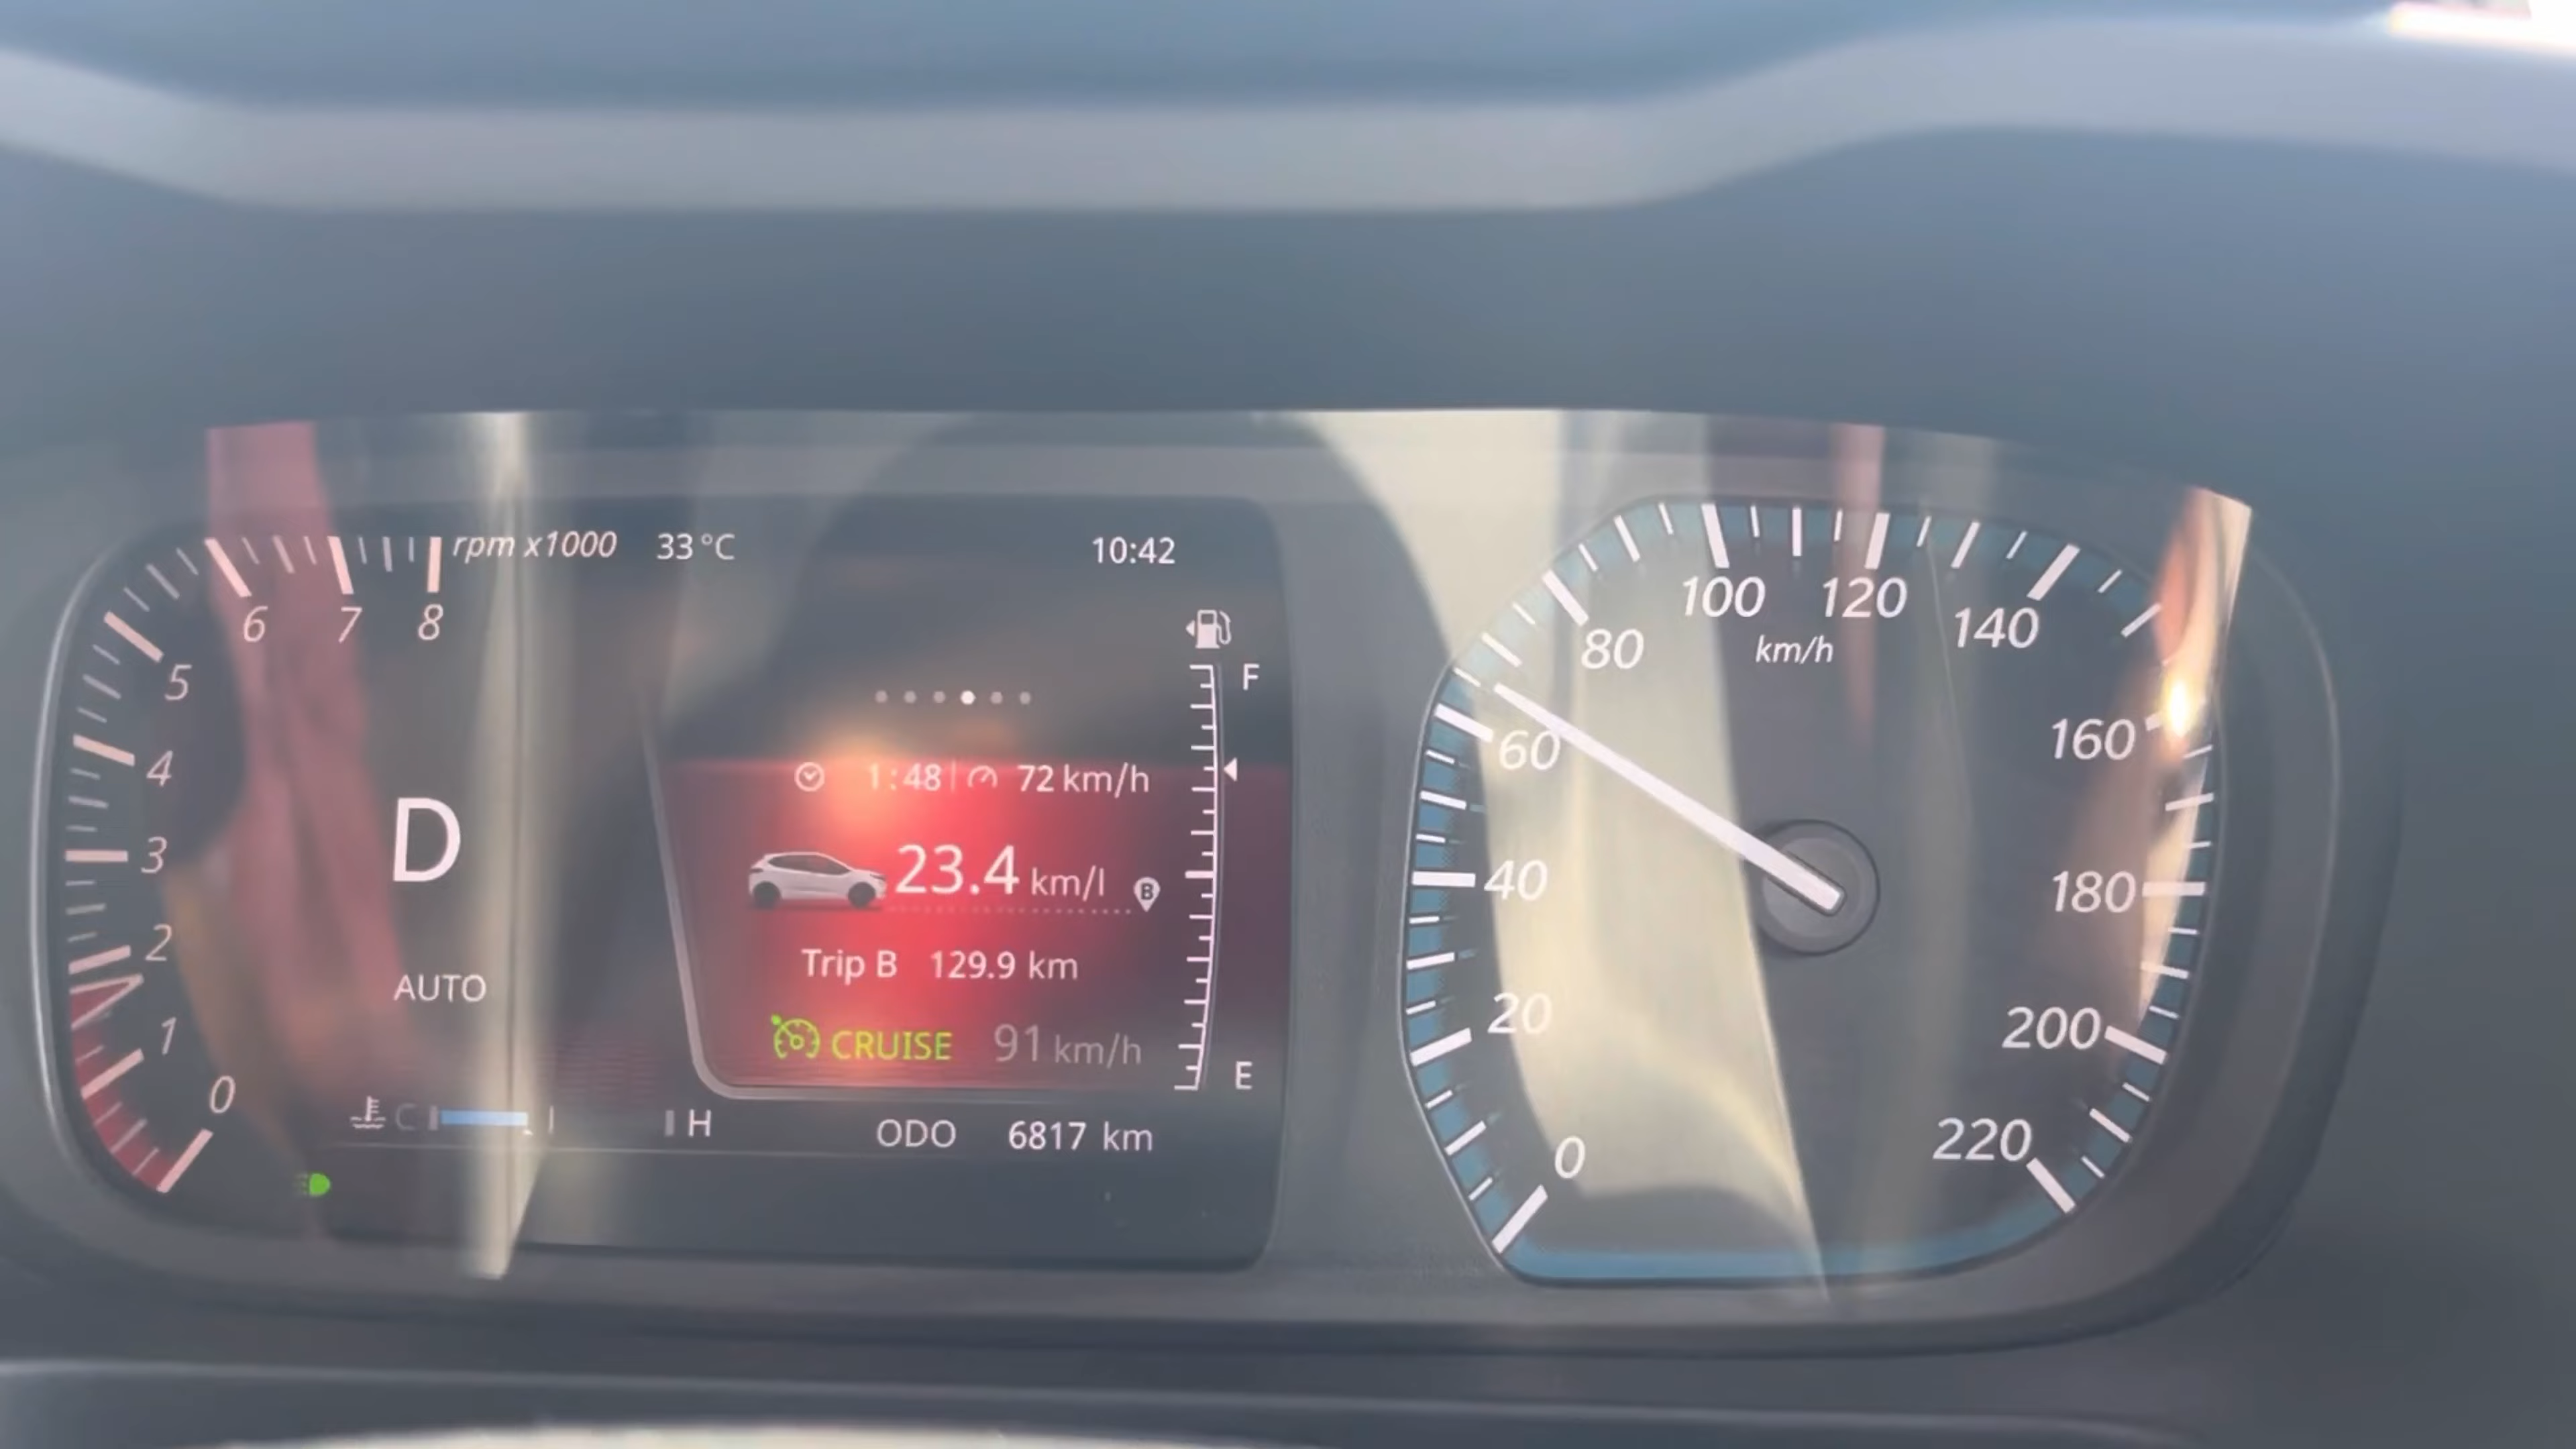 rpm x1000 33°C 10:42
6 7 8
5
4
3
2
1
0
D
AUTO
C H
F
1:48 72 km/h
23.4 km/l B
Trip B 129.9 km
CRUISE 91 km/h
E
ODO 6817 km
0
20
40
60
80
100
120
km/h
140
160
180
200
220